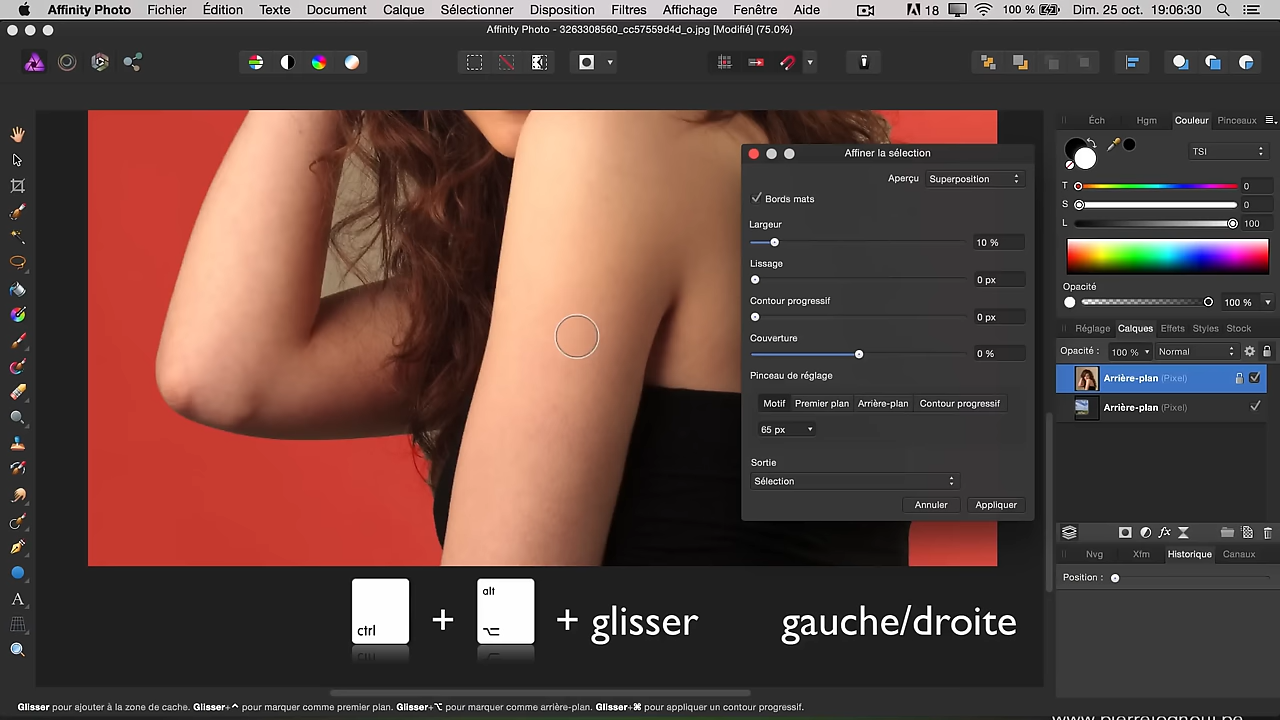 Affinity Photo Fichier Édition Texte Document Calque Sélectionner Disposition Filtres Affichage Fenêtre Aide 18 100 % Dim. 25 oct. 19:06:30
Affinity Photo - 3263308560_cc57559d4d_o.jpg [Modifié] (75.0%)
Éch Hgm Couleur Pinceaux
TSI
T 0
S 0
L 100
Opacité
100 %
Réglage Calques Effets Styles Stock
Opacité : 100 % Normal
Arrière-plan (Pixel)
Arrière-plan (Pixel)
Nvg Xfm Historique Canaux
Position :
Affiner la sélection
Aperçu Superposition
Bords mats
Largeur
10 %
Lissage
0 px
Contour progressif
0 px
Couverture
0 %
Pinceau de réglage
Motif Premier plan Arrière-plan Contour progressif
65 px
Sortie
Sélection
Annuler Appliquer
ctrl + alt + glisser gauche/droite
Glisser pour ajouter à la zone de cache. Glisser+⌃ pour marquer comme premier plan. Glisser+⌥ pour marquer comme arrière-plan. Glisser+⌘ pour appliquer un contour progressif.